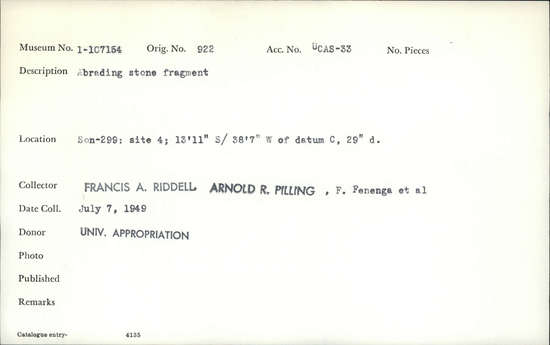 Museum No. 1-107154 Orig. No. 922 Acc. No. UCAS-33 No. Pieces
Description Abrading stone fragment
Location Son-299: site 4; 13'11" S/ 38'7" W of datum C, 29" d.
Collector FRANCIS A. RIDDELL ARNOLD R. PILLING , F. Fenenga et al
Date Coll. July 7, 1949
Donor UNIV. APPROPRIATION
Photo
Published
Remarks
Catalogue entry- 4135